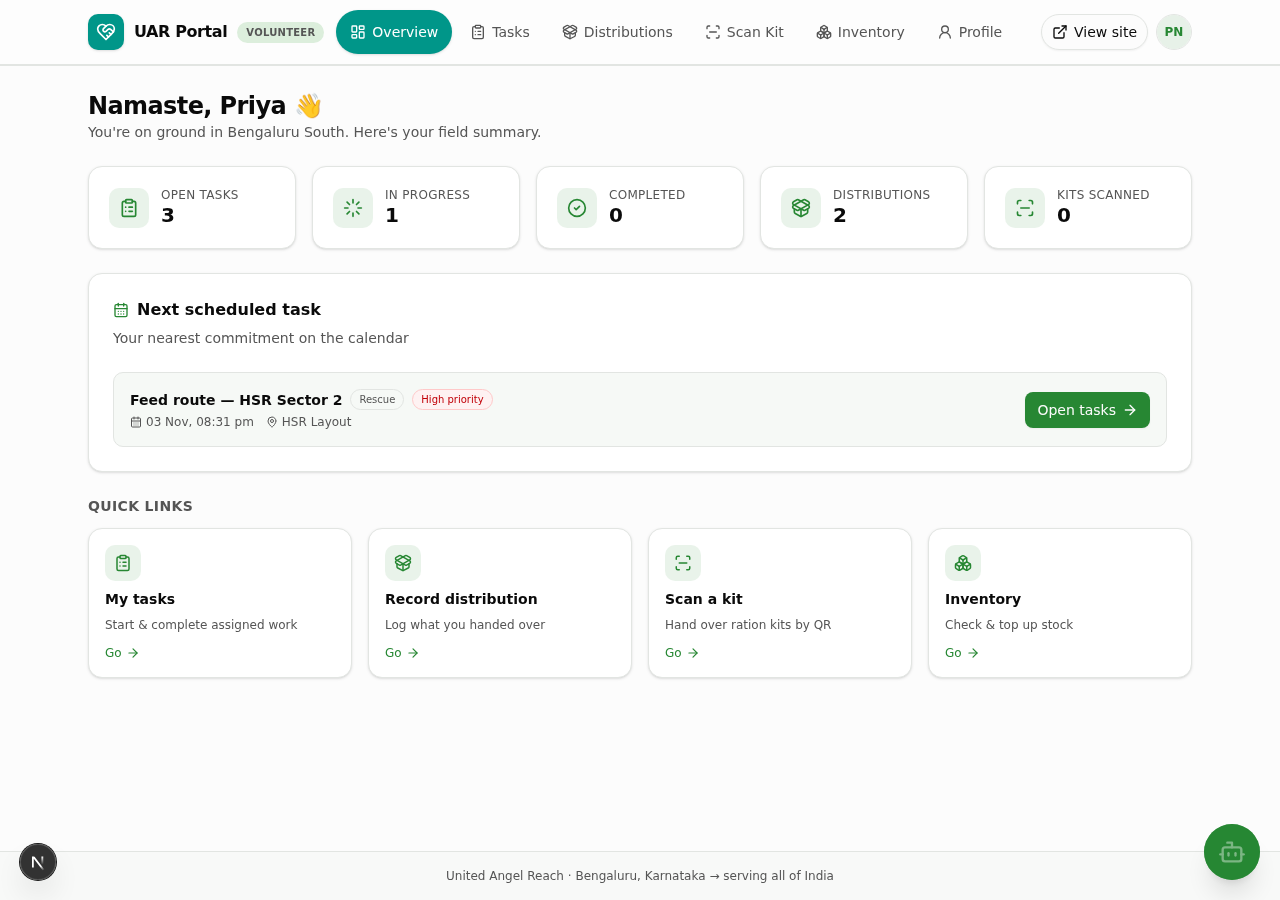 UAR Portal VOLUNTEER Overview Tasks Distributions Scan Kit Inventory Profile View site PN
Namaste, Priya 👋
You're on ground in Bengaluru South. Here's your field summary.
OPEN TASKS
3
IN PROGRESS
1
COMPLETED
0
DISTRIBUTIONS
2
KITS SCANNED
0
Next scheduled task
Your nearest commitment on the calendar
Feed route — HSR Sector 2 Rescue High priority
03 Nov, 08:31 pm HSR Layout
Open tasks →
QUICK LINKS
My tasks
Start & complete assigned work
Go →
Record distribution
Log what you handed over
Go →
Scan a kit
Hand over ration kits by QR
Go →
Inventory
Check & top up stock
Go →
N
United Angel Reach · Bengaluru, Karnataka → serving all of India